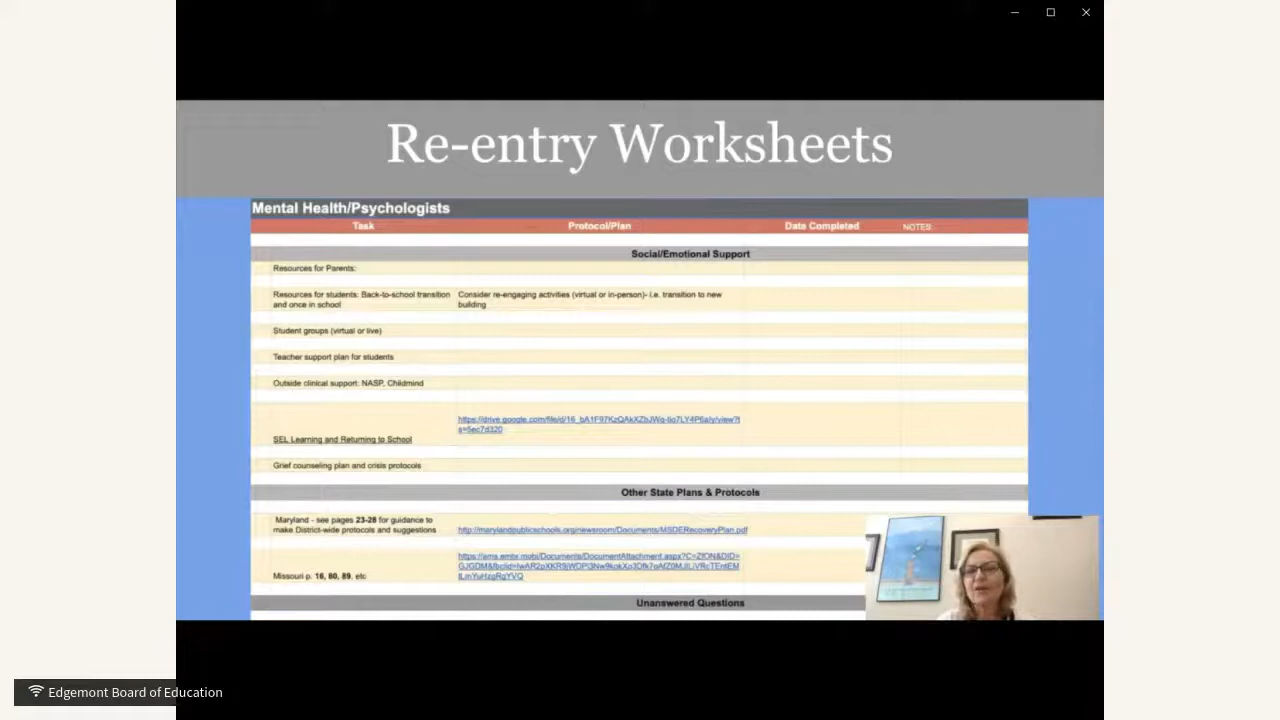 Re-entry Worksheets
Mental Health/Psychologists
Task Protocol/Plan Date Completed NOTES:
Social/Emotional Support
Resources for Parents:
Resources for students: Back-to-school transition Consider re-engaging activities (virtual or in-person)- i.e. transition to new
and once in school building
Student groups (virtual or live)
Teacher support plan for students
Outside clinical support: NASP, Childmind
SEL Learning and Returning to School
Grief counseling plan and crisis protocols
Other State Plans & Protocols
Maryland - see pages 23-28 for guidance to
make District-wide protocols and suggestions http://marylandpublicschools.org/newsroom/Documents/MSDERecoveryPlan.pdf
Missouri p. 16, 80, 89, etc
Unanswered Questions
Edgemont Board of Education